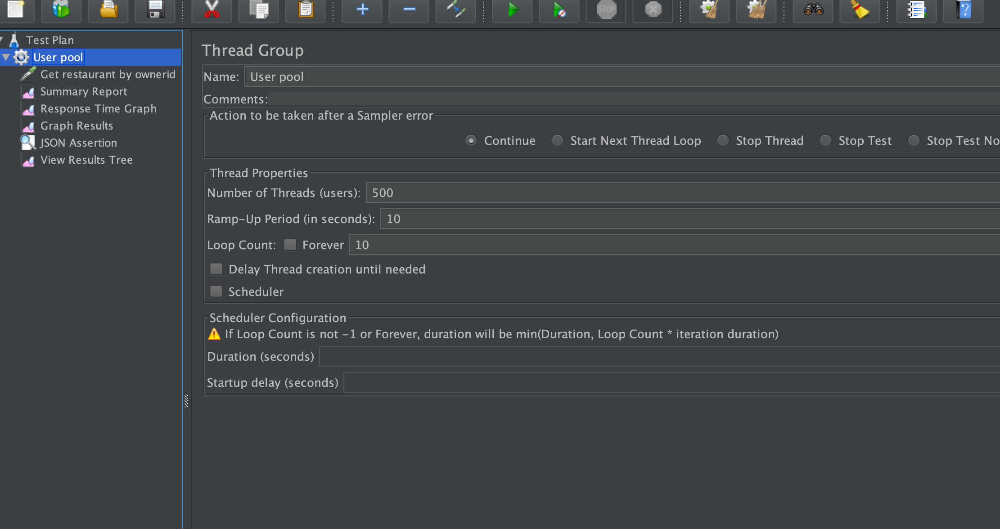 STOP
Test Plan
User pool
Get restaurant by ownerid
Summary Report
Response Time Graph
Graph Results
JSON Assertion
View Results Tree
Thread Group
Name: User pool
Comments:
Action to be taken after a Sampler error
Continue Start Next Thread Loop Stop Thread Stop Test Stop Test No
Thread Properties
Number of Threads (users): 500
Ramp-Up Period (in seconds): 10
Loop Count: Forever 10
Delay Thread creation until needed
Scheduler
Scheduler Configuration
If Loop Count is not -1 or Forever, duration will be min(Duration, Loop Count * iteration duration)
Duration (seconds)
Startup delay (seconds)